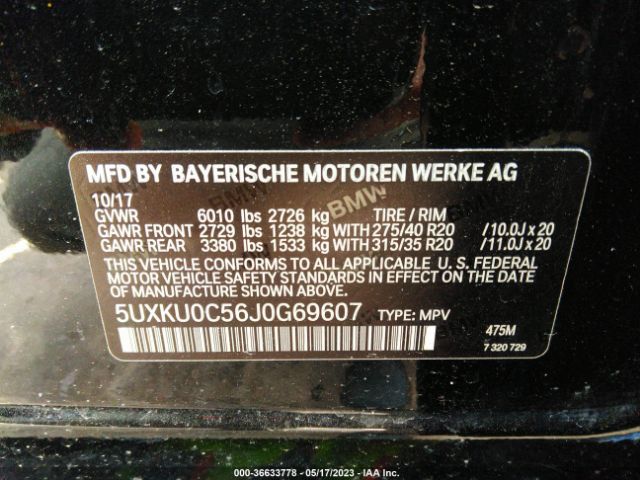 MFD BY BAYERISCHE MOTOREN WERKE AG
10/17
GVWR 6010 lbs 2726 kg TIRE / RIM
GAWR FRONT 2729 lbs 1238 kg WITH 275/40 R20 /10.0J x 20
GAWR REAR 3380 lbs 1533 kg WITH 315/35 R20 /11.0J x 20
THIS VEHICLE CONFORMS TO ALL APPLICABLE U. S. FEDERAL
MOTOR VEHICLE SAFETY STANDARDS IN EFFECT ON THE DATE
OF MANUFACTURE SHOWN ABOVE.
5UXKU0C56J0G69607 TYPE: MPV
475M
7 320 729
BMW
BMW
000-36633778 - 05/17/2023 - IAA Inc.